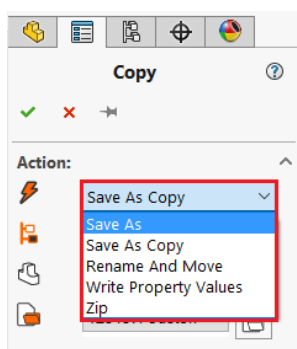 Copy
Action:
Save As Copy
Save As
Save As Copy
Rename And Move
Write Property Values
Zip